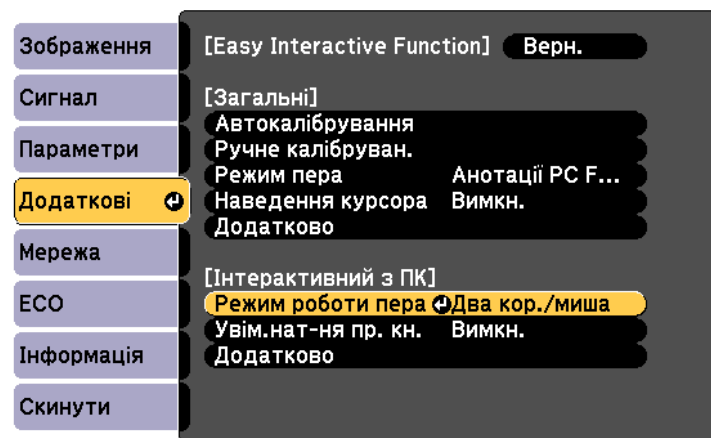 Зображення
Сигнал
Параметри
Додаткові
Мережа
ECO
Інформація
Скинути
[Easy Interactive Function] Верн.
[Загальні]
Автокалібрування
Ручне калібруван.
Режим пера Анотації PC F...
Наведення курсора Вимкн.
Додатково
[Інтерактивний з ПК]
Режим роботи пера Два кор./миша
Увім.нат-ня пр. кн. Вимкн.
Додатково